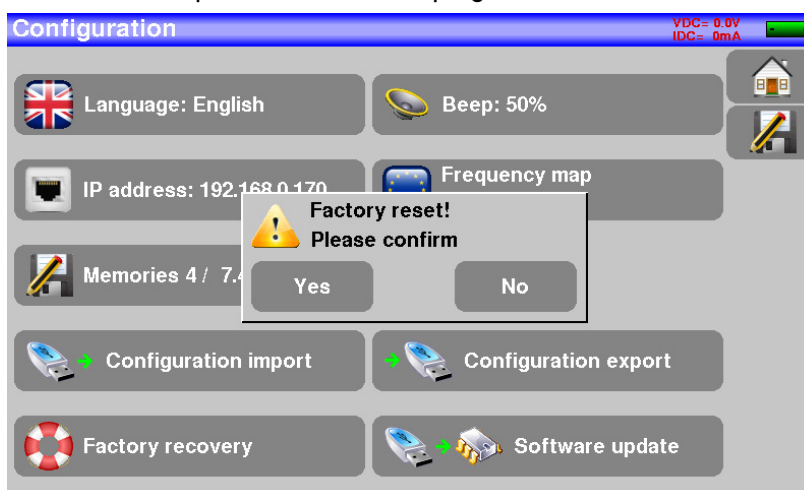 Configuration
VDC= 0.0V
IDC= 0mA
Language: English
Beep: 50%
IP address: 192.168.0.170
Frequency map
Factory reset!
Please confirm
Memories 4 / 7.4
Yes
No
Configuration import
Configuration export
Factory recovery
Software update